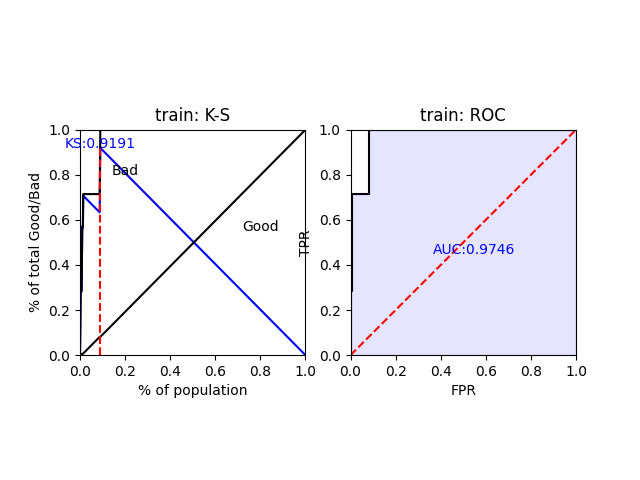 train: K-S
% of total Good/Bad
1.0
0.8
0.6
0.4
0.2
0.0
KS:0.9191
Bad
Good
0.0 0.2 0.4 0.6 0.8 1.0
% of population
train: ROC
TPR
1.0
0.8
0.6
0.4
0.2
0.0
AUC:0.9746
0.0 0.2 0.4 0.6 0.8 1.0
FPR